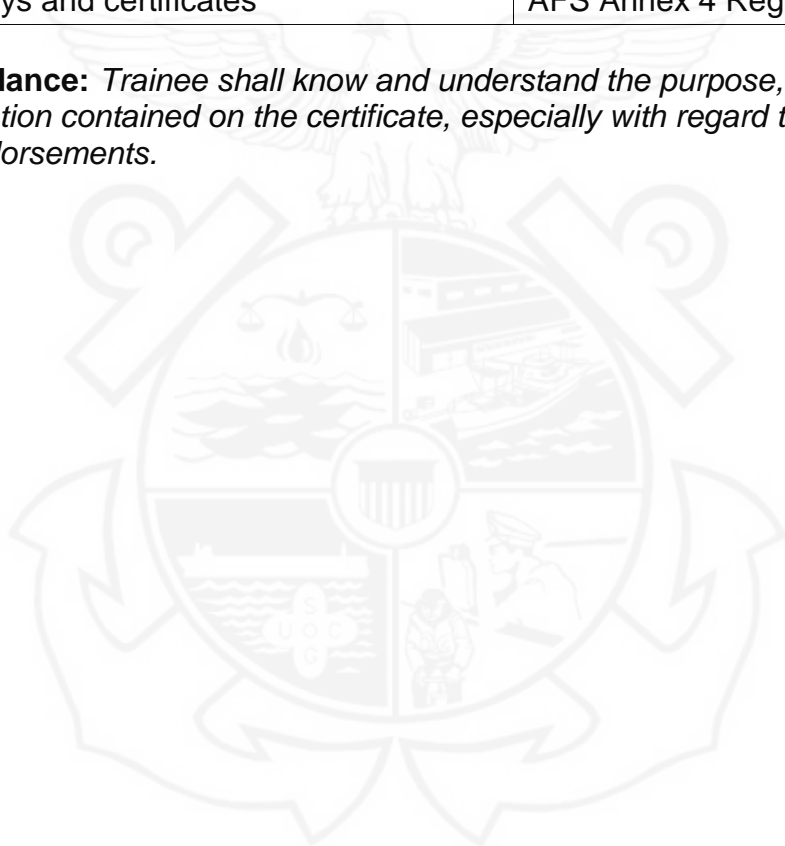 ys and certificates AFS Annex 4 Reg
lance: Trainee shall know and understand the purpose,
tion contained on the certificate, especially with regard t
lorsements.
U S C G